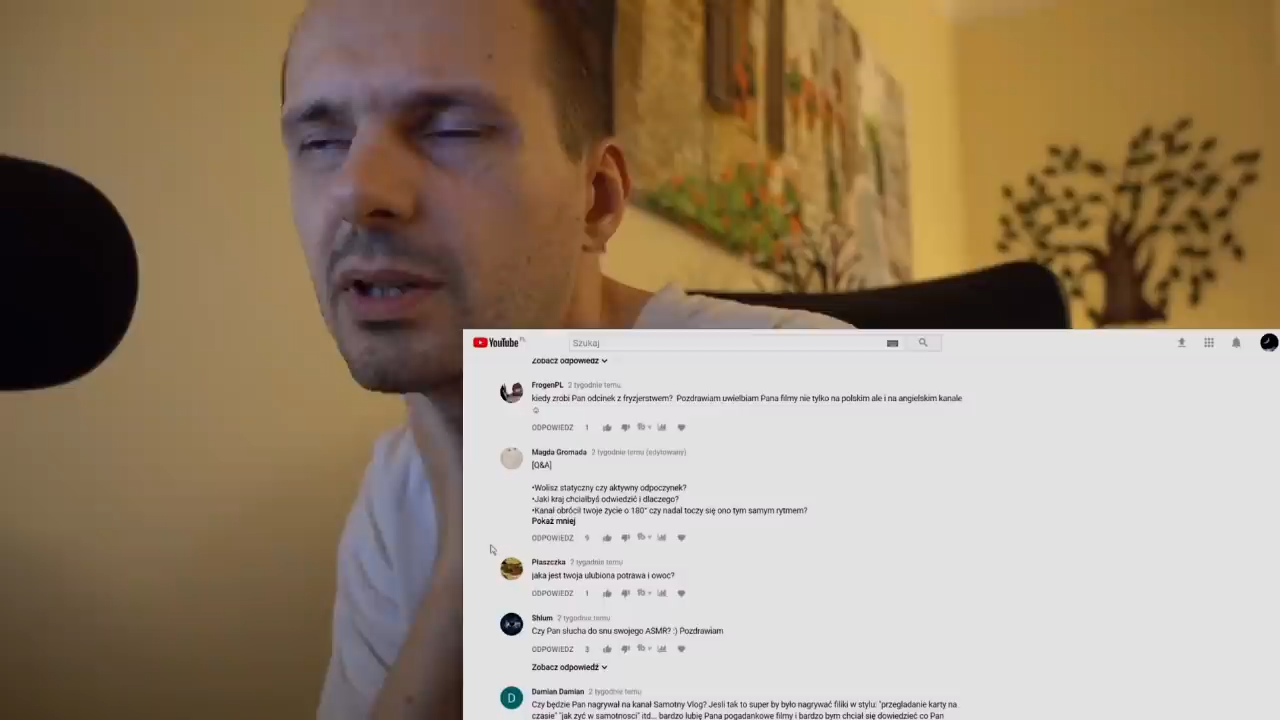 YouTube PL
Szukaj
Zobacz odpowiedź
FrogenPL 2 tygodnie temu
kiedy zrobi Pan odcinek z fryzjerstwem? Pozdrawiam uwielbiam Pana filmy nie tylko na polskim ale i na angielskim kanale
ODPOWIEDZ 1
Magda Gromada 2 tygodnie temu (edytowany)
[Q&A]
•Wolisz statyczny czy aktywny odpoczynek?
•Jaki kraj chciałbyś odwiedzić i dlaczego?
•Kanał obrócił twoje życie o 180° czy nadal toczy się ono tym samym rytmem?
Pokaż mniej
ODPOWIEDZ 9
Płaszczka 2 tygodnie temu
jaka jest twoja ulubiona potrawa i owoc?
ODPOWIEDZ 1
Shlum 2 tygodnie temu
Czy Pan słucha do snu swojego ASMR? :) Pozdrawiam
ODPOWIEDZ 3
Zobacz odpowiedź
D
Damian Damian 2 tygodnie temu
Czy będzie Pan nagrywał na kanał Samotny Vlog? Jesli tak to super by było nagrywać filiki w stylu: "przegladanie karty na
czasie" "jak żyć w samotnosci" itd... bardzo lubię Pana pogadankowe filmy i bardzo bym chciał się dowiedzieć co Pan